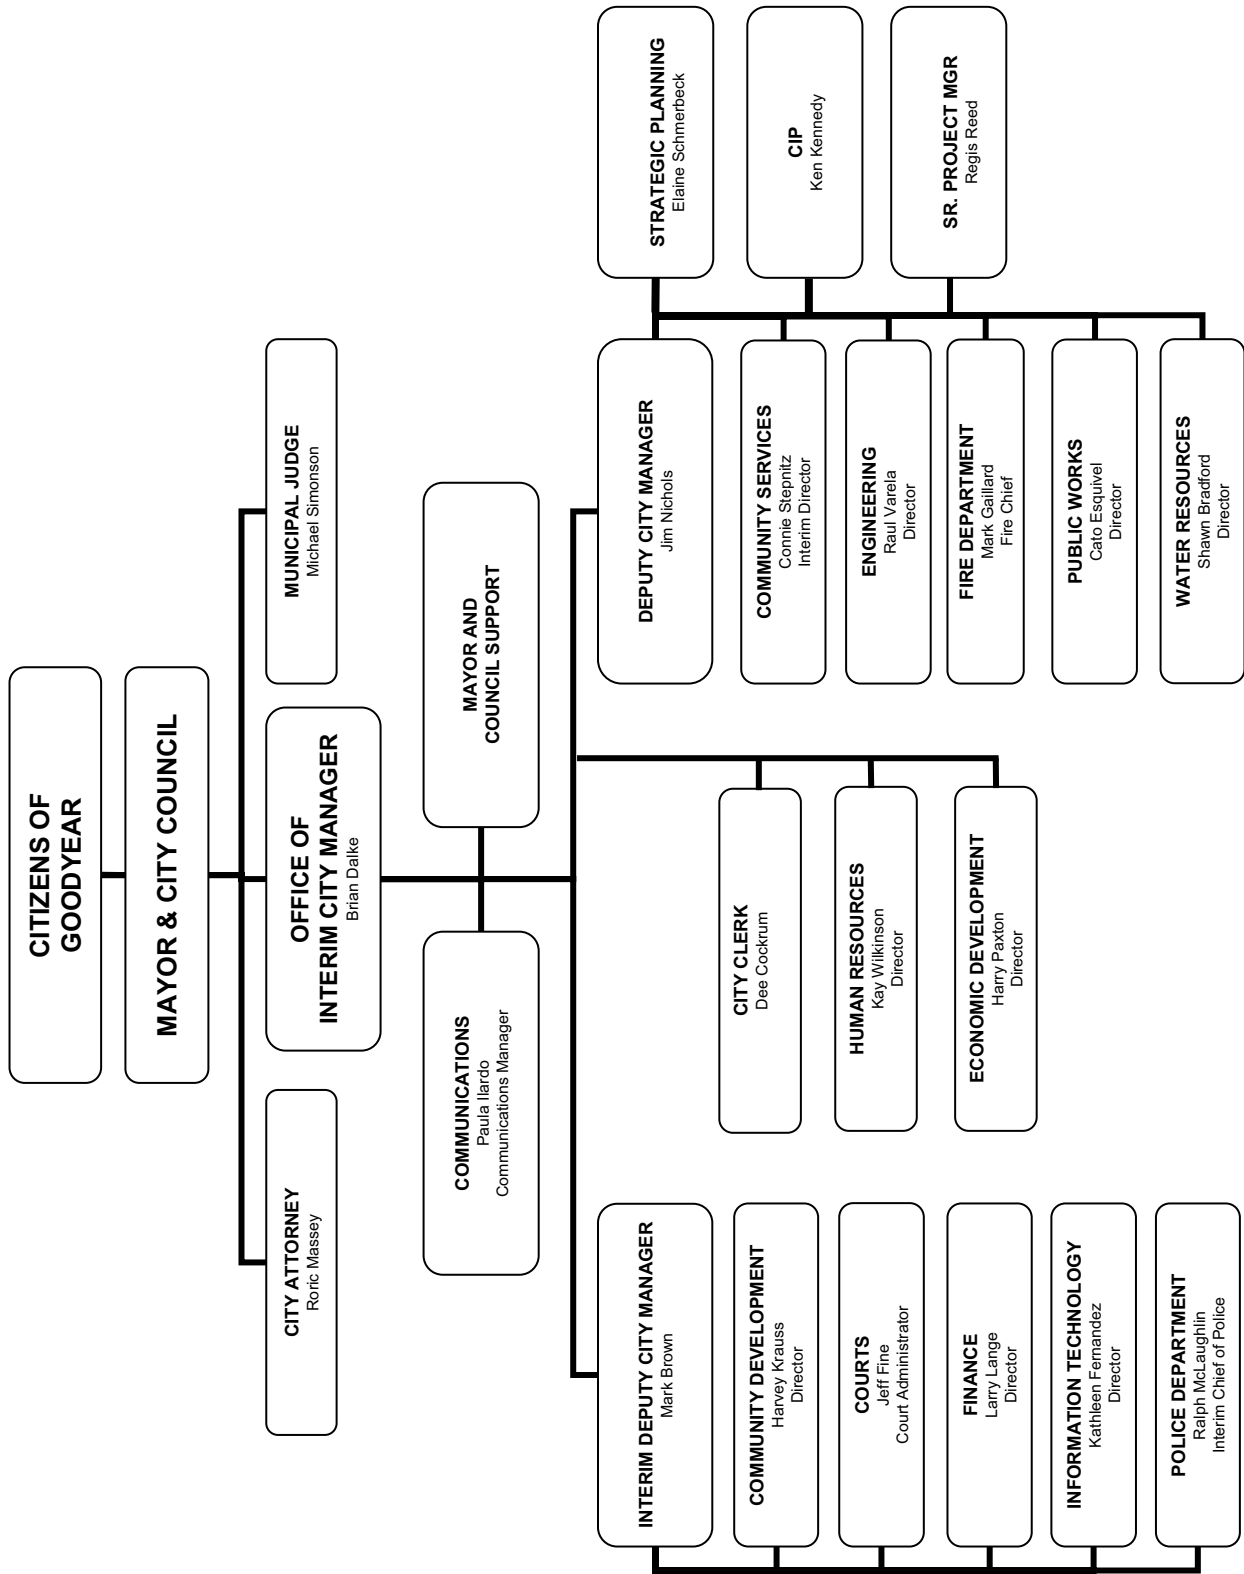 CITIZENS OF
GOODYEAR
MAYOR & CITY COUNCIL
CITY ATTORNEY
Roric Massey
OFFICE OF
INTERIM CITY MANAGER
Brian Dalke
MUNICIPAL JUDGE
Michael Simonson
COMMUNICATIONS
Paula Ilardo
Communications Manager
MAYOR AND
COUNCIL SUPPORT
INTERIM DEPUTY CITY MANAGER
Mark Brown
COMMUNITY DEVELOPMENT
Harvey Krauss
Director
COURTS
Jeff Fine
Court Administrator
FINANCE
Larry Lange
Director
INFORMATION TECHNOLOGY
Kathleen Fernandez
Director
POLICE DEPARTMENT
Ralph McLaughlin
Interim Chief of Police
CITY CLERK
Dee Cockrum
HUMAN RESOURCES
Kay Wilkinson
Director
ECONOMIC DEVELOPMENT
Harry Paxton
Director
DEPUTY CITY MANAGER
Jim Nichols
COMMUNITY SERVICES
Connie Stepnitz
Interim Director
ENGINEERING
Raul Varela
Director
FIRE DEPARTMENT
Mark Gaillard
Fire Chief
PUBLIC WORKS
Cato Esquivel
Director
WATER RESOURCES
Shawn Bradford
Director
STRATEGIC PLANNING
Elaine Schmerbeck
CIP
Ken Kennedy
SR. PROJECT MGR
Regis Reed